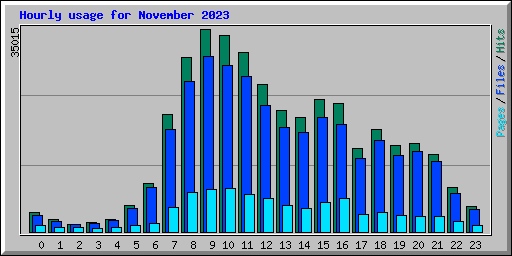 Hourly usage for November 2023
35015
Pages/Files/Hits
0 1 2 3 4 5 6 7 8 9 10 11 12 13 14 15 16 17 18 19 20 21 22 23